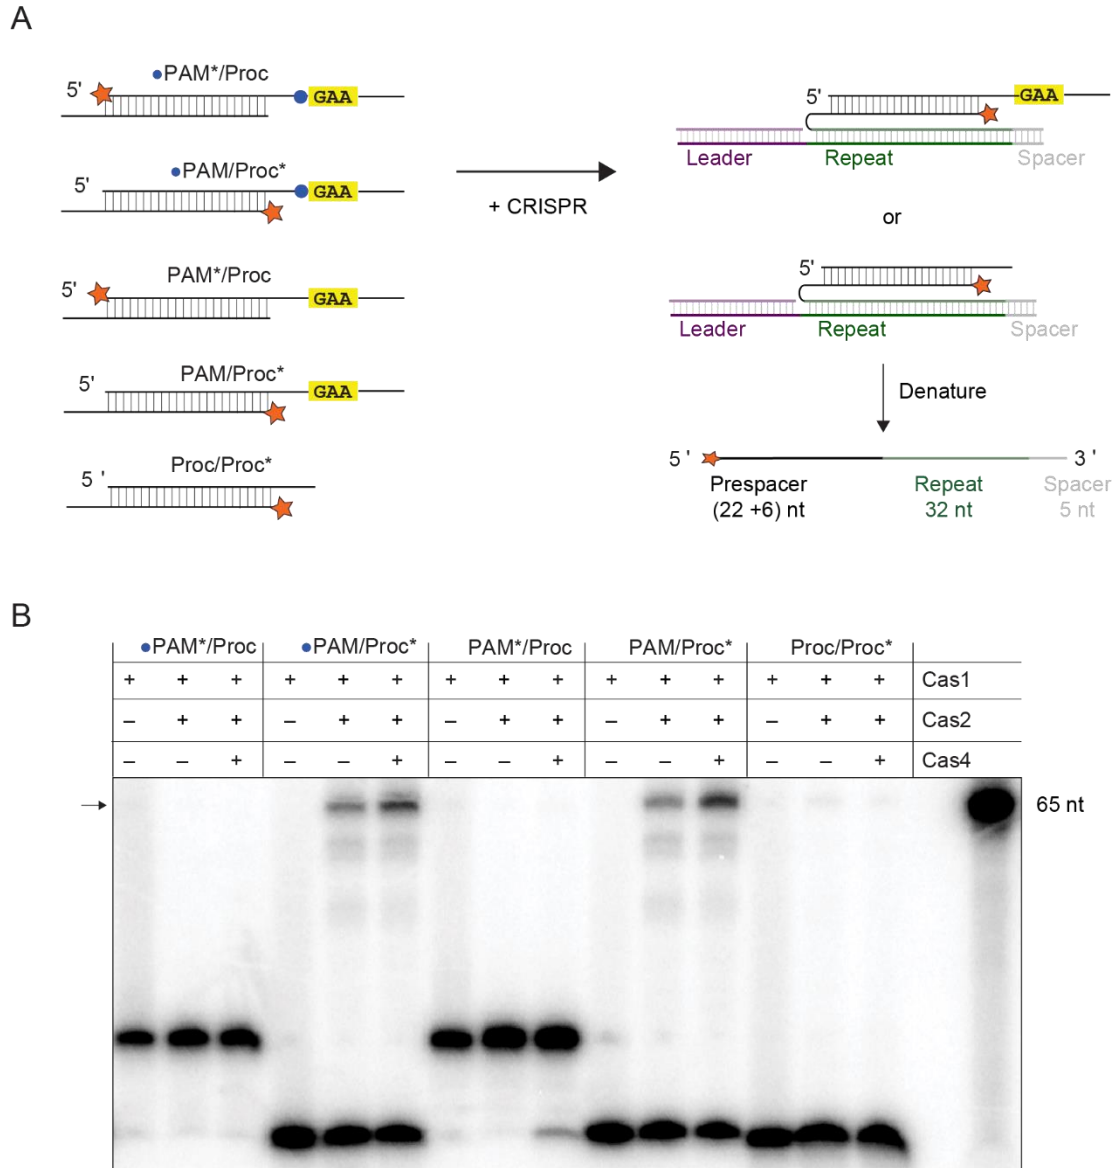 A
•PAM*/Proc
5'
GAA
•PAM/Proc*
5'
GAA
PAM*/Proc
5'
GAA
PAM/Proc*
5'
GAA
Proc/Proc*
5 '
+ CRISPR
5'
GAA
Leader Repeat Spacer
or
5'
Leader Repeat Spacer
Denature
5 ' 3 '
Prespacer Repeat Spacer
(22 +6) nt 32 nt 5 nt
B
•PAM*/Proc •PAM/Proc* PAM*/Proc PAM/Proc* Proc/Proc*
+ + + + + + + + + + + + + + + Cas1
– + + – + + – + + – + + – + + Cas2
– – + – – + – – + – – + – – + Cas4
65 nt